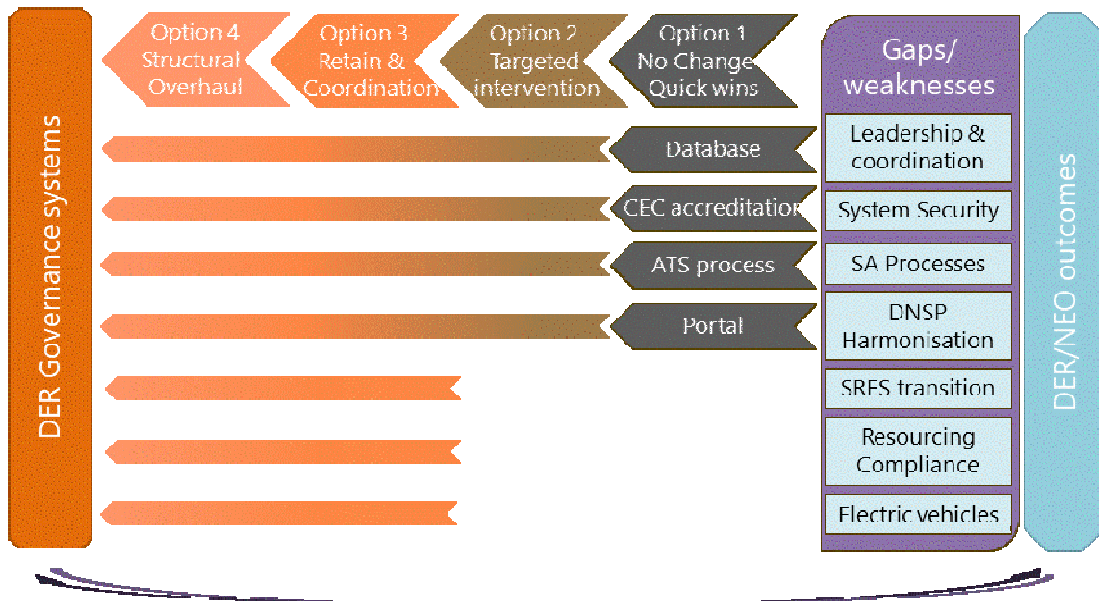 DER Governance systems
Option 4
Structural
Overhaul
Option 3
Retain &
Coordination
Option 2
Targeted
intervention
Option 1
No Change
Quick wins
Gaps/
weaknesses
Database
CEC accreditation
ATS process
Portal
Leadership &
coordination
System Security
SA Processes
DNSP
Harmonisation
SRES transition
Resourcing
Compliance
Electric vehicles
DER/NEO outcomes